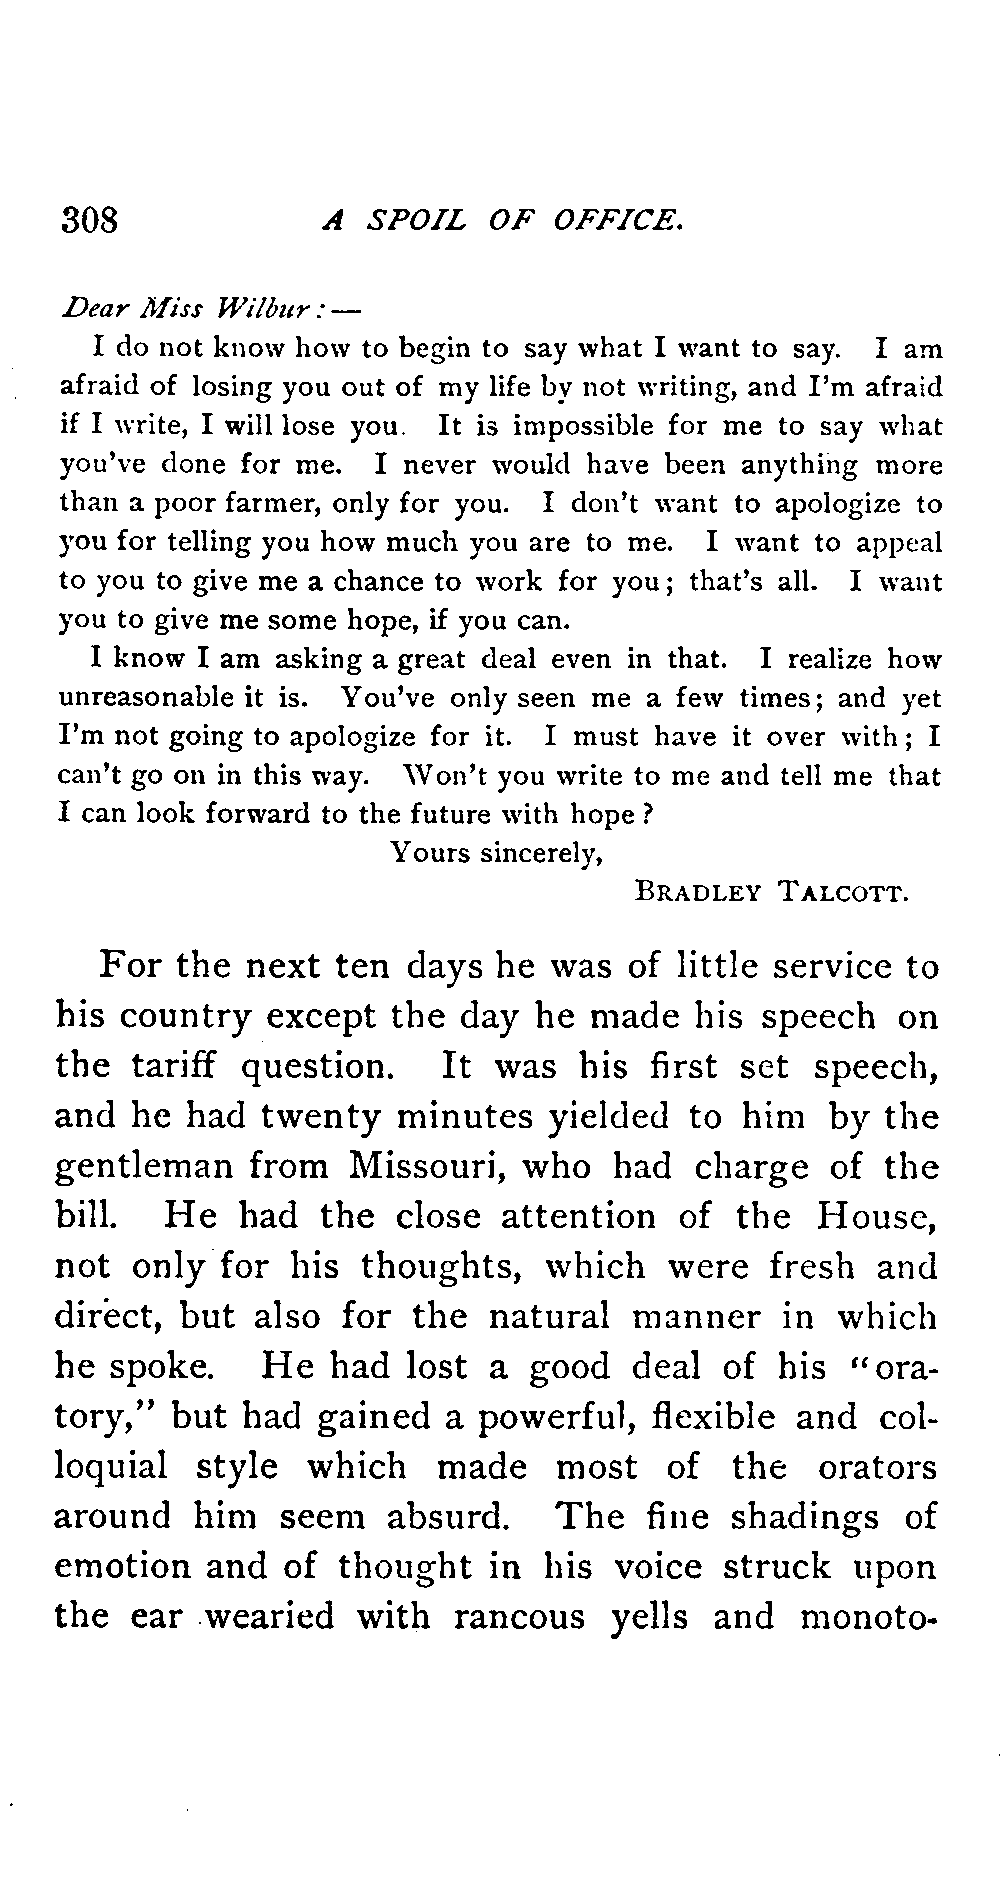 308 A SPOIL OF OFFICE.
Dear Miss Wilbur: —
I do not know how to begin to say what I want to say. I am
afraid of losing you out of my life by not writing, and I'm afraid
if I write, I will lose you. It is impossible for me to say what
you've done for me. I never would have been anything more
than a poor farmer, only for you. I don't want to apologize to
you for telling you how much you are to me. I want to appeal
to you to give me a chance to work for you; that's all. I want
you to give me some hope, if you can.
I know I am asking a great deal even in that. I realize how
unreasonable it is. You've only seen me a few times; and yet
I'm not going to apologize for it. I must have it over with; I
can't go on in this way. Won't you write to me and tell me that
I can look forward to the future with hope?
Yours sincerely,
BRADLEY TALCOTT.
For the next ten days he was of little service to
his country except the day he made his speech on
the tariff question. It was his first set speech,
and he had twenty minutes yielded to him by the
gentleman from Missouri, who had charge of the
bill. He had the close attention of the House,
not only for his thoughts, which were fresh and
direct, but also for the natural manner in which
he spoke. He had lost a good deal of his "ora-
tory," but had gained a powerful, flexible and col-
loquial style which made most of the orators
around him seem absurd. The fine shadings of
emotion and of thought in his voice struck upon
the ear wearied with rancous yells and monoto-